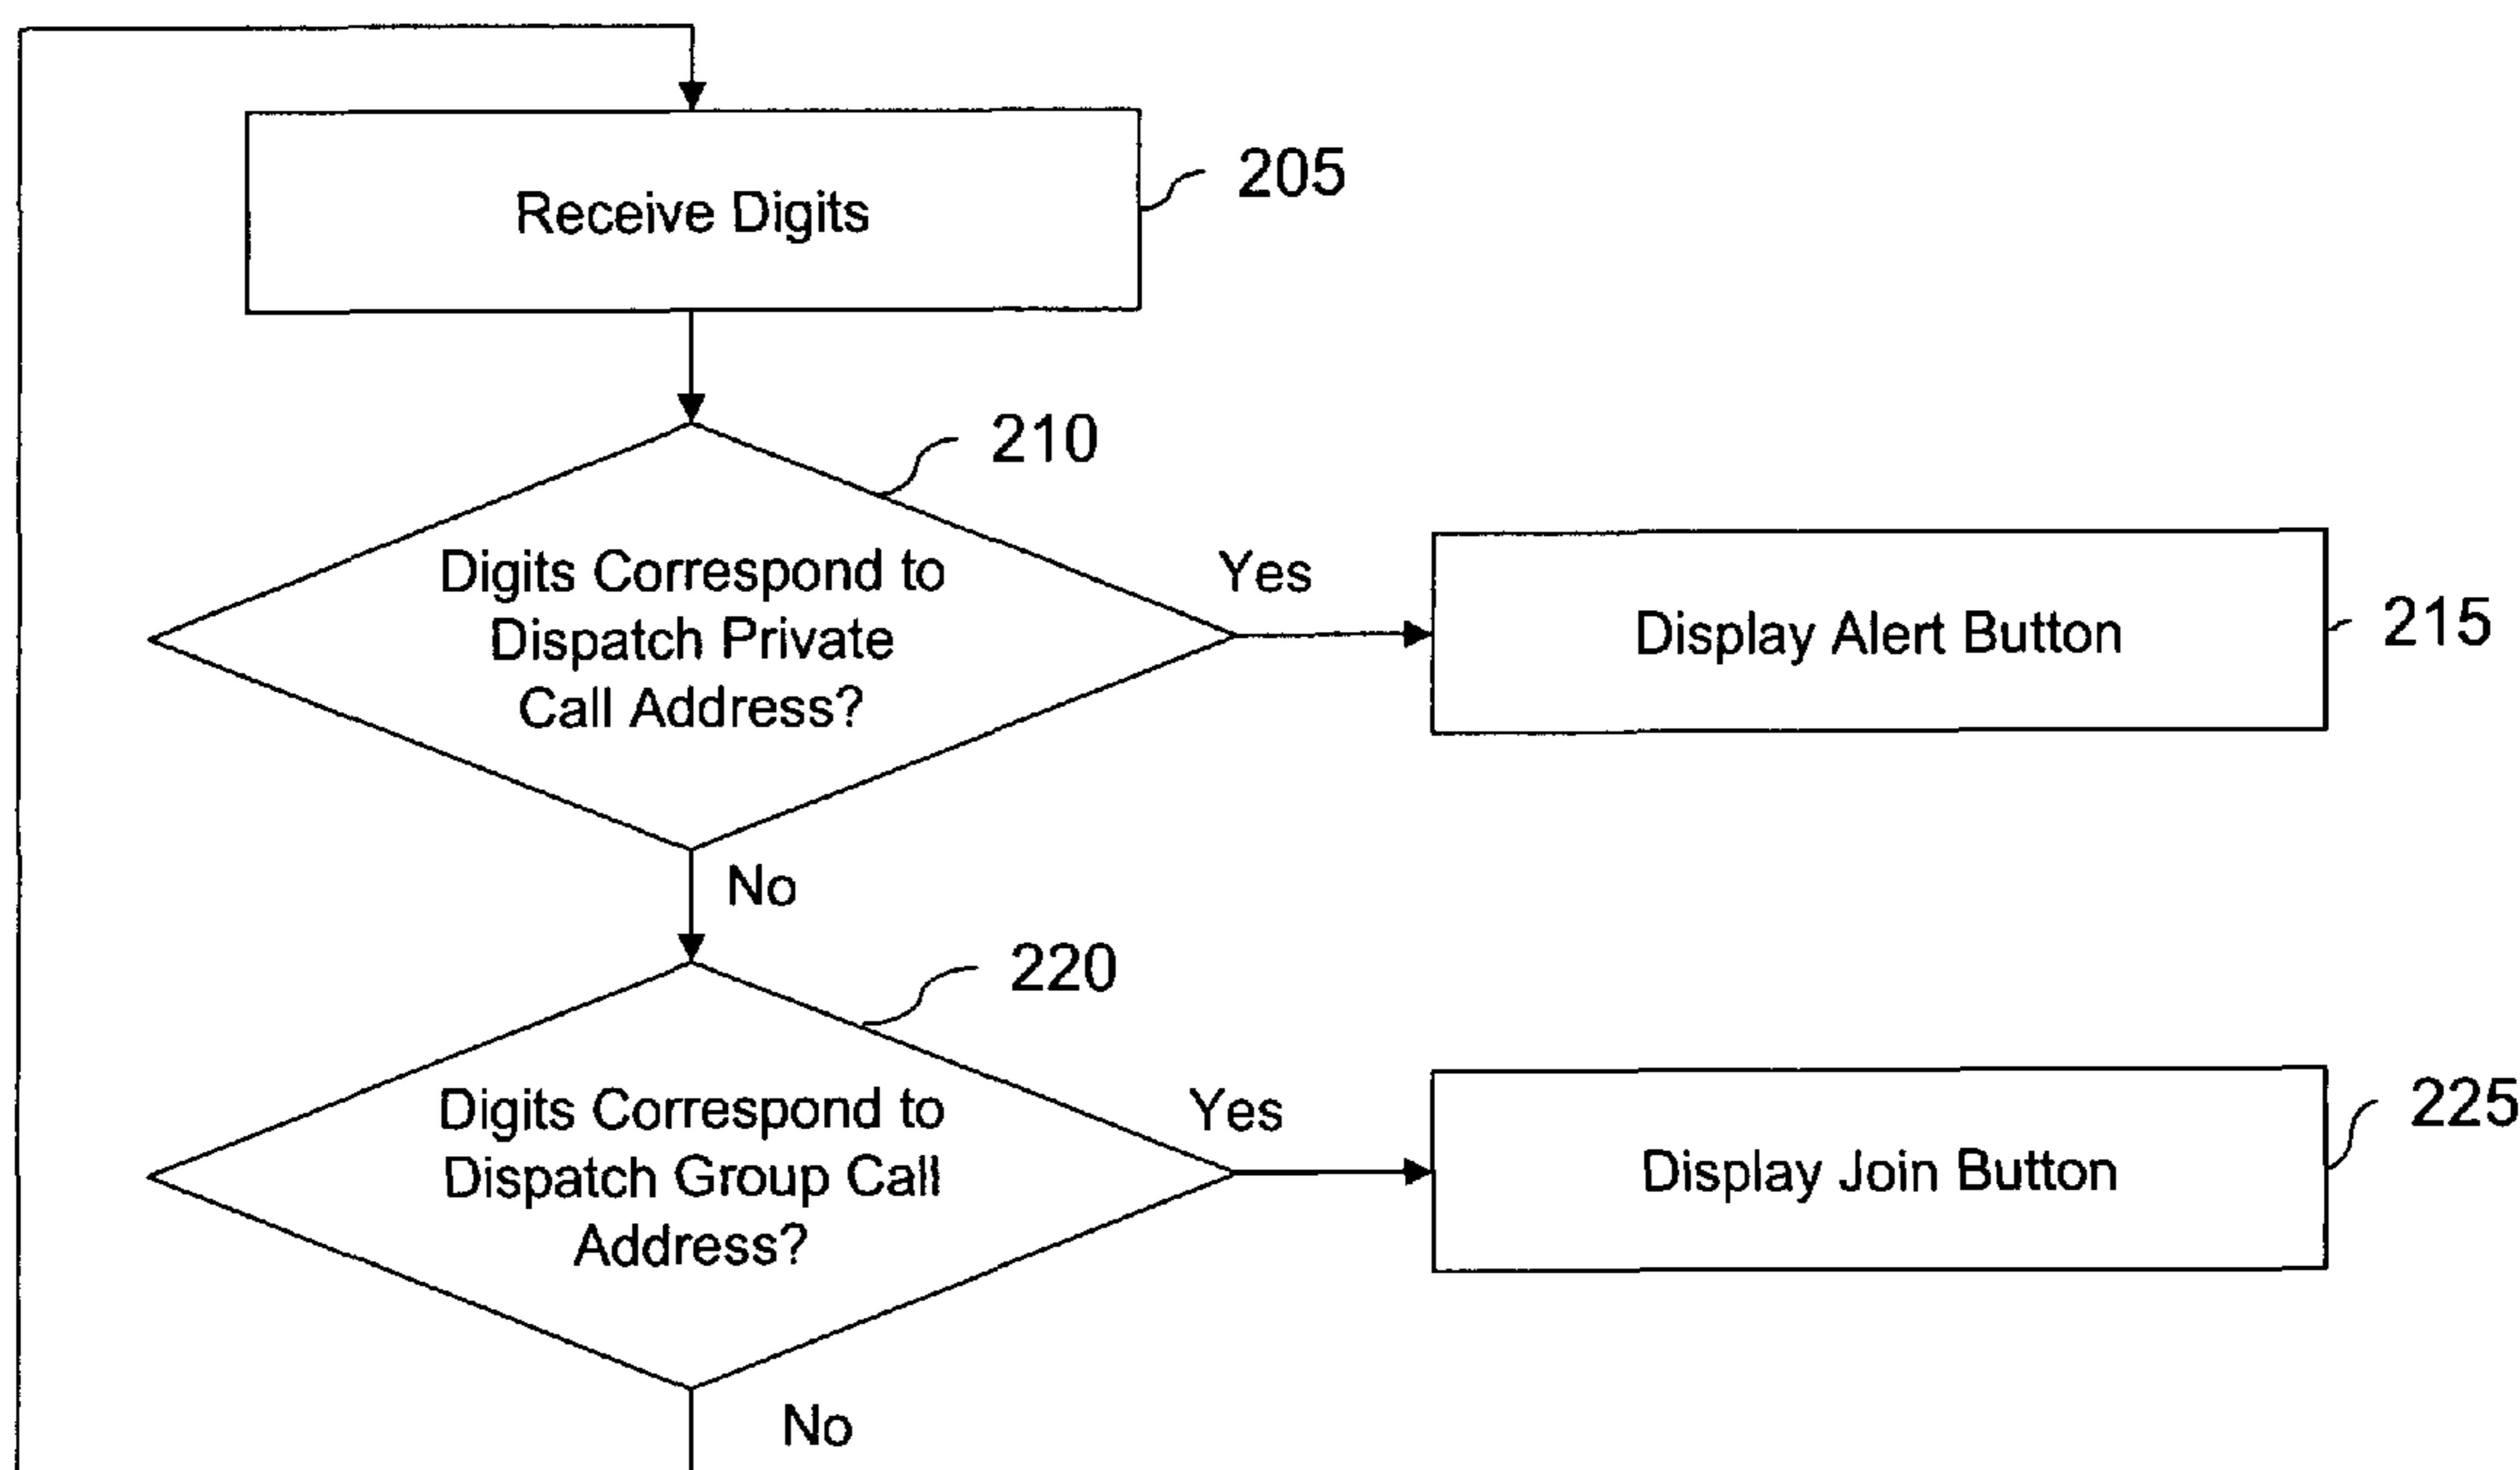 Receive Digits
205
210
Digits Correspond to
Dispatch Private
Call Address?
Yes
Display Alert Button
215
No
220
Digits Correspond to
Dispatch Group Call
Address?
Yes
Display Join Button
225
No